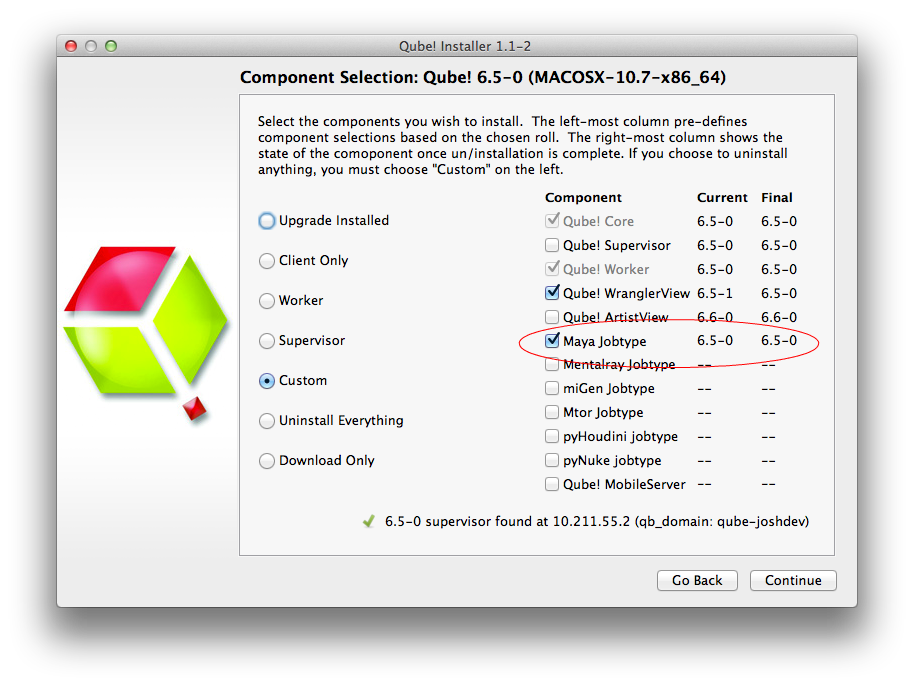 Qube! Installer 1.1-2
Component Selection: Qube! 6.5-0 (MACOSX-10.7-x86_64)
Select the components you wish to install.  The left-most column pre-defines
component selections based on the chosen roll.  The right-most column shows the
state of the comoponent once un/installation is complete. If you choose to uninstall
anything, you must choose "Custom" on the left.
Upgrade Installed
Client Only
Worker
Supervisor
Custom
Uninstall Everything
Download Only
Component Current Final
Qube! Core 6.5-0 6.5-0
Qube! Supervisor 6.5-0 6.5-0
Qube! Worker 6.5-0 6.5-0
Qube! WranglerView 6.5-1 6.5-0
Qube! ArtistView 6.6-0 6.6-0
Maya Jobtype 6.5-0 6.5-0
Mentalray Jobtype -- --
miGen Jobtype -- --
Mtor Jobtype -- --
pyHoudini jobtype -- --
pyNuke jobtype -- --
Qube! MobileServer -- --
6.5-0 supervisor found at 10.211.55.2 (qb_domain: qube-joshdev)
Go Back Continue